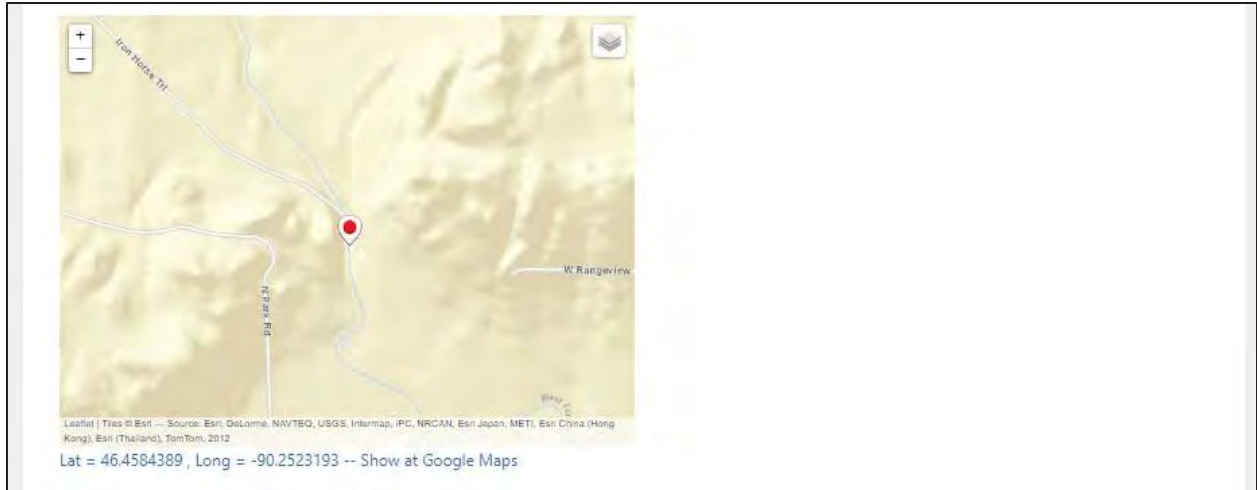 +
Iron Horse Trl
−
W Rangeview
N Park Rd
West
Leaflet | Tiles © Esri — Source: Esri, DeLorme, NAVTEQ, USGS, Intermap, iPC, NRCAN, Esri Japan, METI, Esri China (Hong
Kong), Esri (Thailand), TomTom, 2012
Lat = 46.4584389 , Long = -90.2523193 -- Show at Google Maps